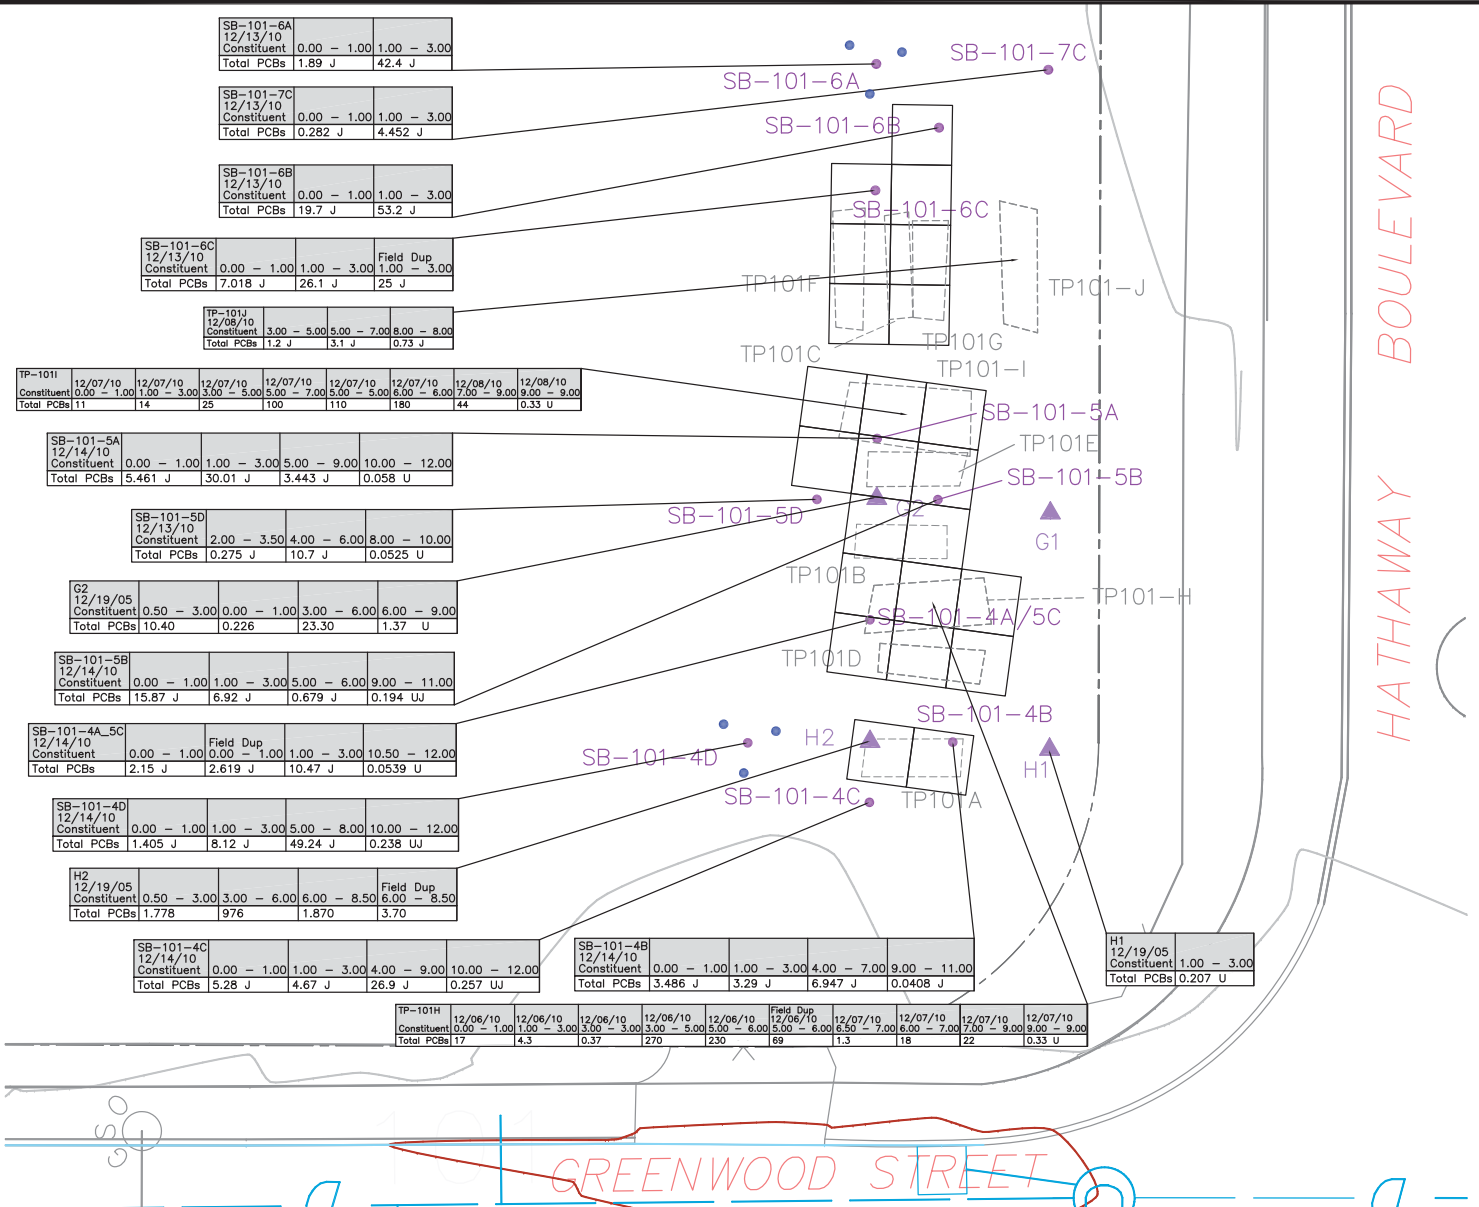 SB-101-6A
12/13/10
Constituent 0.00 - 1.00 1.00 - 3.00
Total PCBs 1.89 J 42.4 J
SB-101-7C
12/13/10
Constituent 0.00 - 1.00 1.00 - 3.00
Total PCBs 0.282 J 4.452 J
SB-101-6B
12/13/10
Constituent 0.00 - 1.00 1.00 - 3.00
Total PCBs 19.7 J 53.2 J
SB-101-6C
12/13/10 Field Dup
Constituent 0.00 - 1.00 1.00 - 3.00 1.00 - 3.00
Total PCBs 7.018 J 26.1 J 25 J
TP-101J
12/08/10
Constituent 3.00 - 5.00 5.00 - 7.00 8.00 - 8.00
Total PCBs 1.2 J 3.1 J 0.73 J
TP-101I
12/07/10 12/07/10 12/07/10 12/07/10 12/07/10 12/07/10 12/08/10 12/08/10
Constituent 0.00 - 1.00 1.00 - 3.00 3.00 - 5.00 5.00 - 7.00 5.00 - 5.00 6.00 - 6.00 7.00 - 9.00 9.00 - 9.00
Total PCBs 11 14 25 100 110 180 44 0.33 U
SB-101-5A
12/14/10
Constituent 0.00 - 1.00 1.00 - 3.00 5.00 - 9.00 10.00 - 12.00
Total PCBs 5.461 J 30.01 J 3.443 J 0.058 U
SB-101-5D
12/13/10
Constituent 2.00 - 3.50 4.00 - 6.00 8.00 - 10.00
Total PCBs 0.275 J 10.7 J 0.0525 U
G2
12/19/05
Constituent 0.50 - 3.00 0.00 - 1.00 3.00 - 6.00 6.00 - 9.00
Total PCBs 10.40 0.226 23.30 1.37 U
SB-101-5B
12/14/10
Constituent 0.00 - 1.00 1.00 - 3.00 5.00 - 6.00 9.00 - 11.00
Total PCBs 15.87 J 6.92 J 0.679 J 0.194 UJ
SB-101-4A_5C
12/14/10 Field Dup
Constituent 0.00 - 1.00 0.00 - 1.00 1.00 - 3.00 10.50 - 12.00
Total PCBs 2.15 J 2.619 J 10.47 J 0.0539 U
SB-101-4D
12/14/10
Constituent 0.00 - 1.00 1.00 - 3.00 5.00 - 8.00 10.00 - 12.00
Total PCBs 1.405 J 8.12 J 49.24 J 0.238 UJ
H2
12/19/05 Field Dup
Constituent 0.50 - 3.00 3.00 - 6.00 6.00 - 8.50 6.00 - 8.50
Total PCBs 1.778 976 1.870 3.70
SB-101-4C
12/14/10
Constituent 0.00 - 1.00 1.00 - 3.00 4.00 - 9.00 10.00 - 12.00
Total PCBs 5.28 J 4.67 J 26.9 J 0.257 UJ
SB-101-4B
12/14/10
Constituent 0.00 - 1.00 1.00 - 3.00 4.00 - 7.00 9.00 - 11.00
Total PCBs 3.486 J 3.29 J 6.947 J 0.0408 J
H1
12/19/05
Constituent 1.00 - 3.00
Total PCBs 0.207 U
TP-101H Field Dup
12/06/10 12/06/10 12/06/10 12/06/10 12/06/10 12/06/10 12/07/10 12/07/10 12/07/10 12/07/10
Constituent 0.00 - 1.00 1.00 - 3.00 3.00 - 3.00 3.00 - 5.00 5.00 - 6.00 5.00 - 6.00 6.50 - 7.00 6.00 - 7.00 7.00 - 9.00 9.00 - 9.00
Total PCBs 17 4.3 0.37 270 230 69 1.3 18 22 0.33 U
SB-101-7C
SB-101-6A
SB-101-6B
SB-101-6C
TP101F
TP101-J
TP101C
TP101G
TP101-I
SB-101-5A
TP101E
SB-101-5B
SB-101-5D
G2
G1
TP101B
TP101-H
SB-101-4A/5C
TP101D
SB-101-4B
H2
SB-101-4D
H1
SB-101-4C
TP101A
HATHAWAY BOULEVARD
GREENWOOD STREET
CSO
101